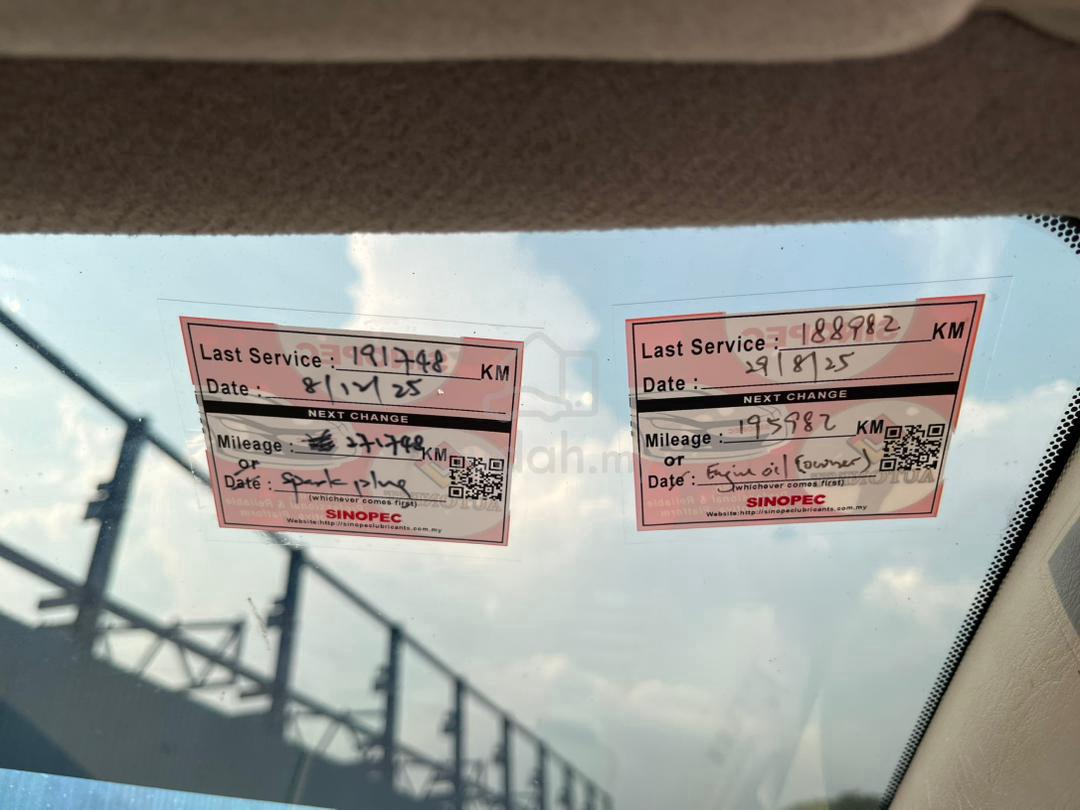 Last Service : 191748 KM
Date : 8/12/25
NEXT CHANGE
Mileage : 271748 KM
or
Date : Spark plug
(whichever comes first)
SINOPEC
Website:http://sinopeclubricants.com.my
Last Service : 188982 KM
Date : 29/8/25
NEXT CHANGE
Mileage : 195982 KM
or
Date : Engine oil (owner)
(whichever comes first)
SINOPEC
Website:http://sinopeclubricants.com.my